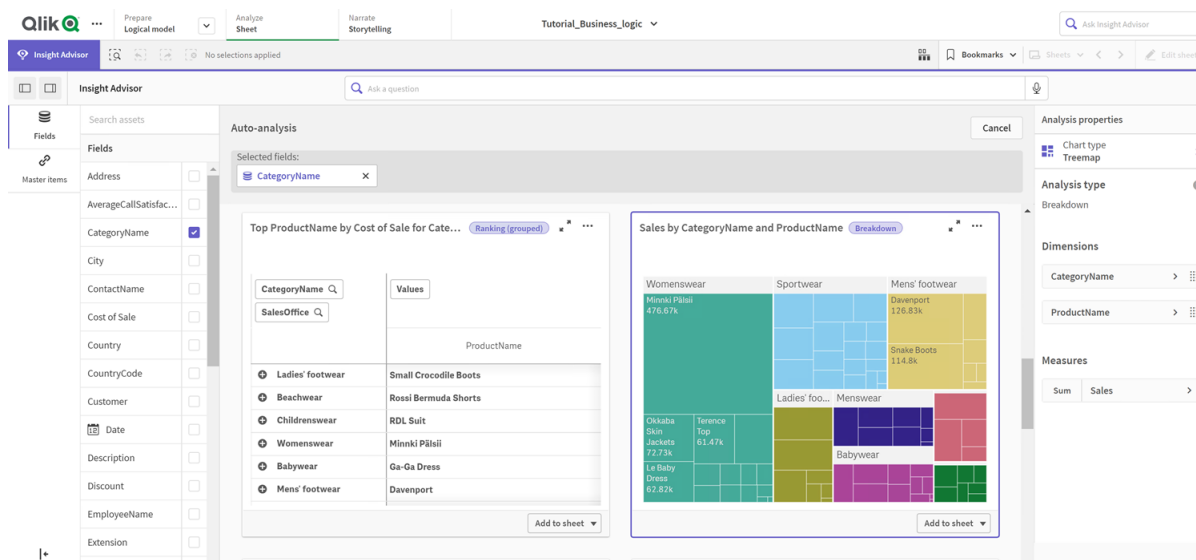 Qlik
Prepare
Logical model
Analyze
Sheet
Narrate
Storytelling
Tutorial_Business_logic
Ask Insight Advisor
Insight Advisor
No selections applied
Bookmarks
Sheets
Edit sheet
Insight Advisor
Ask a question
Fields
Master items
Search assets
Fields
Address
AverageCallSatisfac...
CategoryName
City
ContactName
Cost of Sale
Country
CountryCode
Customer
Date
Description
Discount
EmployeeName
Extension
Auto-analysis
Cancel
Selected fields:
CategoryName
Top ProductName by Cost of Sale for Cate...
Ranking (grouped)
CategoryName
Values
SalesOffice
ProductName
Ladies' footwear Small Crocodile Boots
Beachwear Rossi Bermuda Shorts
Childrenswear RDL Suit
Womenswear Minnki Pälsii
Babywear Ga-Ga Dress
Mens' footwear Davenport
Add to sheet
Sales by CategoryName and ProductName
Breakdown
Womenswear
Sportwear
Mens' footwear
Minnki Pälsii
476.67k
Davenport
126.83k
Snake Boots
114.8k
Okkaba
Skin
Jackets
72.73k
Terence
Top
61.47k
Le Baby
Dress
62.82k
Ladies' foo...
Menswear
Babywear
Add to sheet
Analysis properties
Chart type
Treemap
Analysis type
Breakdown
Dimensions
CategoryName
ProductName
Measures
Sum Sales